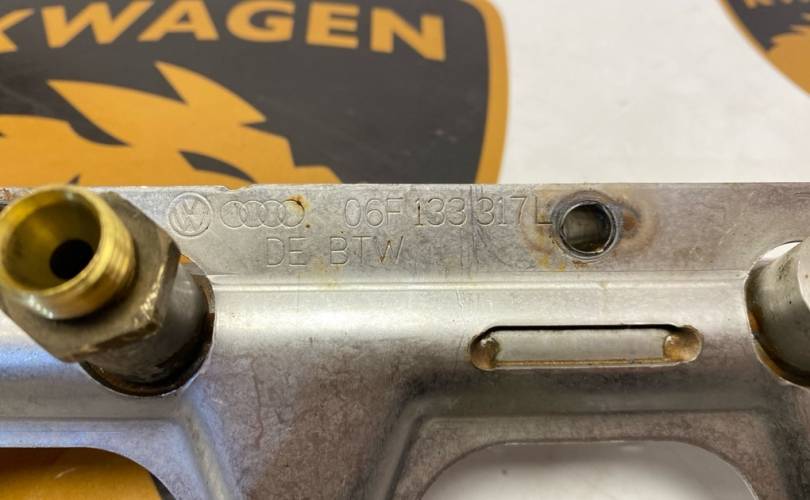 KWAGEN
06F 133 317 L
DE BTW